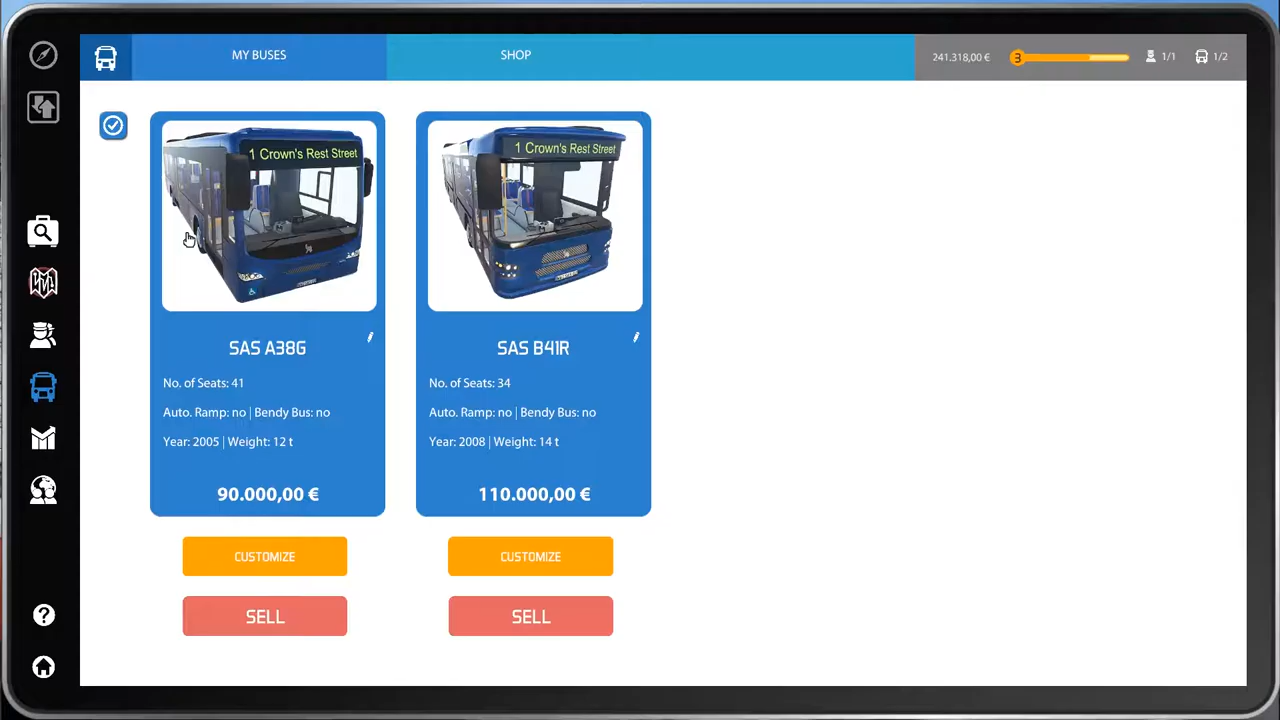 MY BUSES
SHOP
241.318,00 €
3
1/1
1/2
1 Crown's Rest Street
1 Crown's Rest Street
SAS A38G
No. of Seats: 41
Auto. Ramp: no | Bendy Bus: no
Year: 2005 | Weight: 12 t
90.000,00 €
CUSTOMIZE
SELL
SAS B41R
No. of Seats: 34
Auto. Ramp: no | Bendy Bus: no
Year: 2008 | Weight: 14 t
110.000,00 €
CUSTOMIZE
SELL